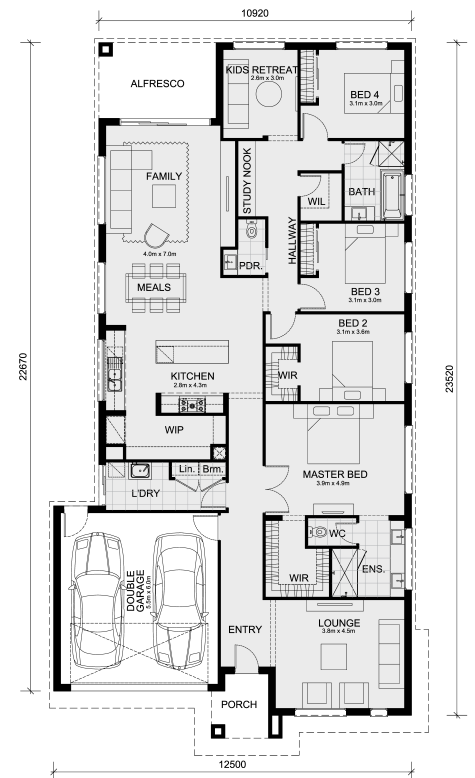 10920
KIDS RETREAT
2.6m x 3.0m
ALFRESCO
BED 4
3.1m x 3.0m
FAMILY
4.0m x 7.0m
STUDY NOOK
BATH
WIL
HALLWAY
PDR.
MEALS
BED 3
3.1m x 3.0m
BED 2
3.1m x 3.6m
22670
23520
KITCHEN
2.8m x 4.3m
WIR
WIP
Lin.
Brm.
L'DRY
MASTER BED
3.9m x 4.9m
WC
ENS.
WIR
DOUBLE
GARAGE
5.5m x 6.0m
ENTRY
LOUNGE
3.8m x 4.5m
PORCH
12500